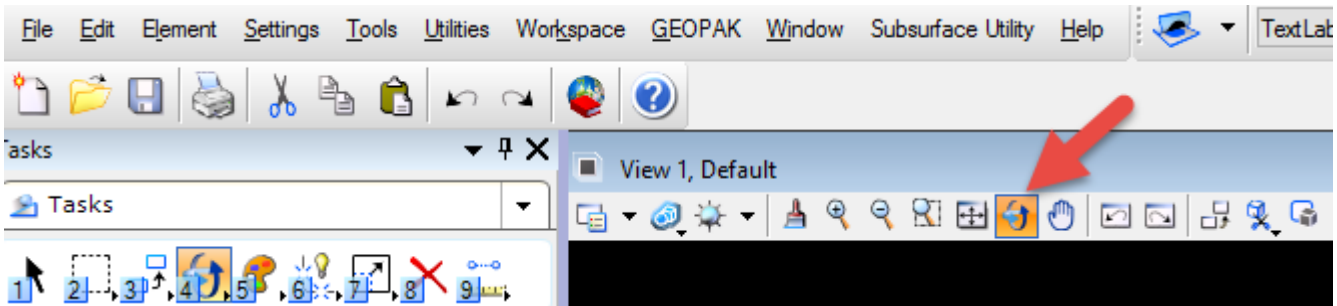 File Edit Element Settings Tools Utilities Workspace GEOPAK Window Subsurface Utility Help TextLab
asks
View 1, Default
Tasks
1 2 3 4 5 6 7 8 9